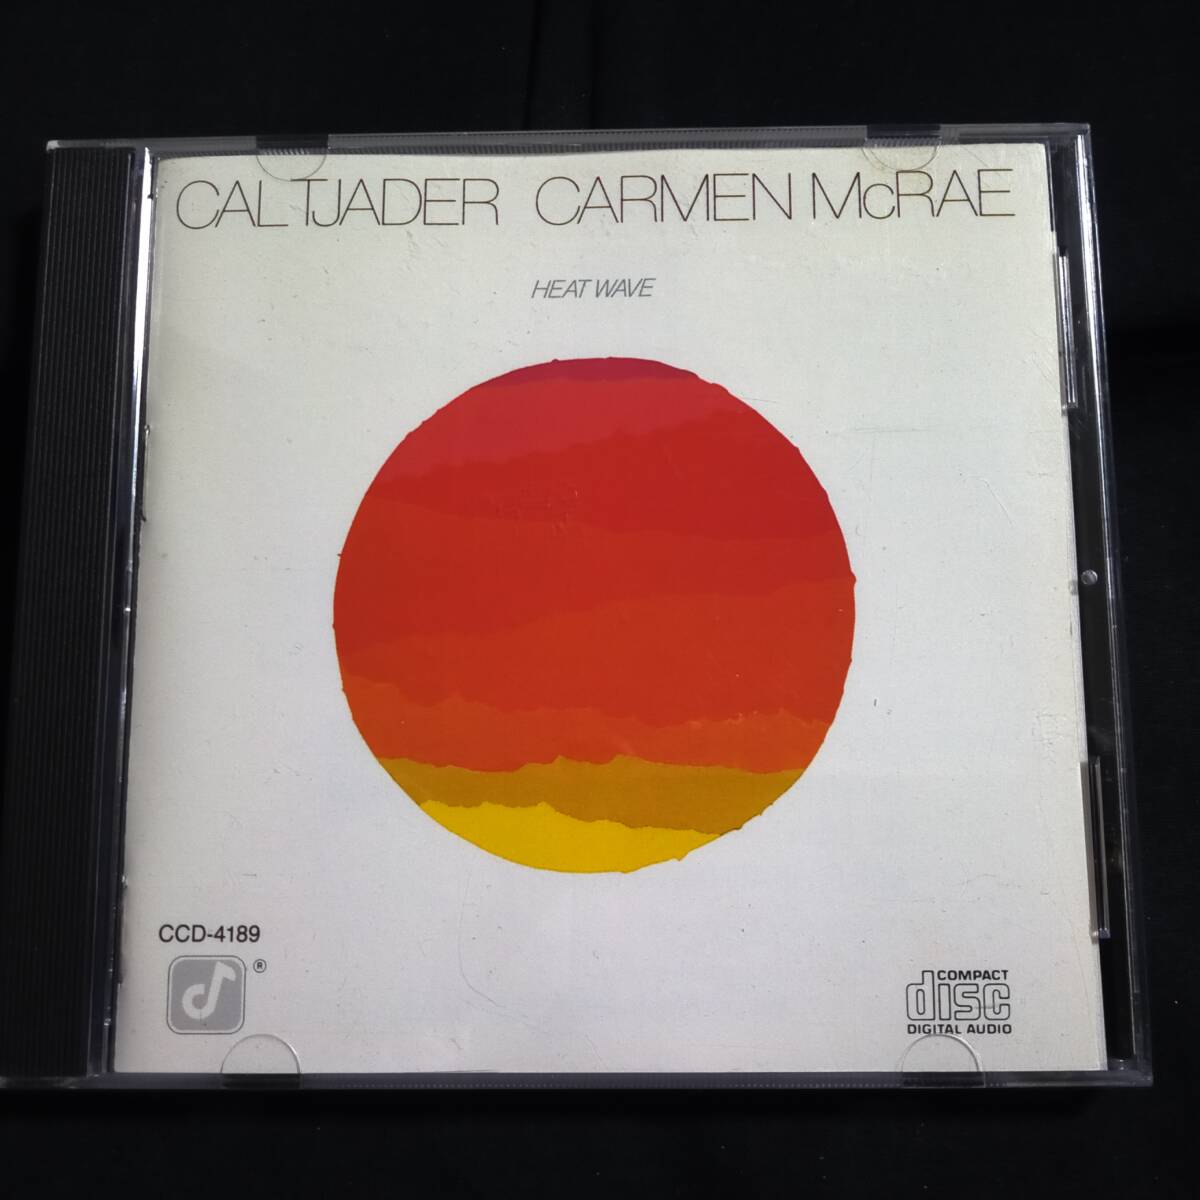 CAL TJADER CARMEN McRAE
HEAT WAVE
CCD-4189
®
COMPACT
disc
DIGITAL AUDIO